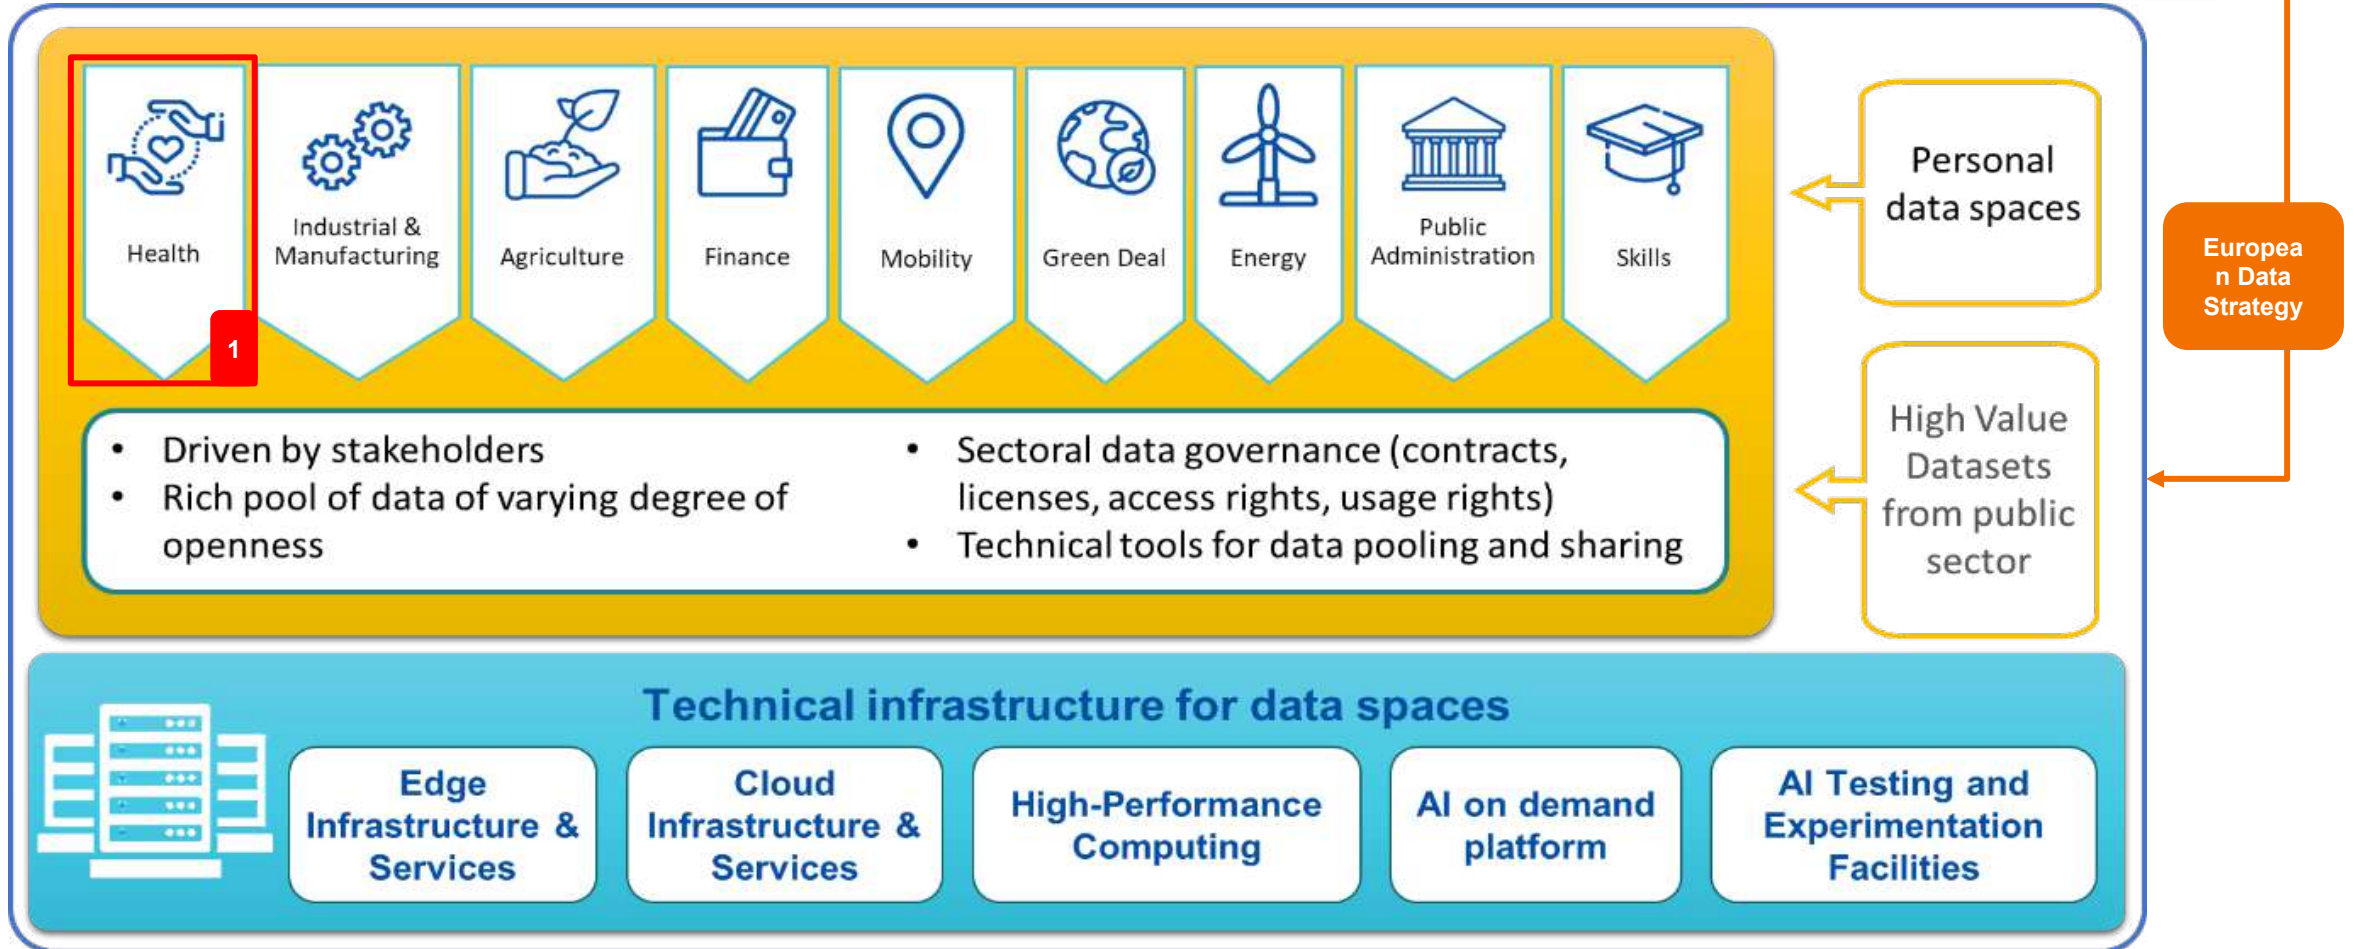 Health
1
Industrial &
Manufacturing
Agriculture
Finance
Mobility
Green Deal
Energy
Public
Administration
Skills
• Driven by stakeholders
• Rich pool of data of varying degree of
openness
• Sectoral data governance (contracts,
licenses, access rights, usage rights)
• Technical tools for data pooling and sharing
Personal
data spaces
High Value
Datasets
from public
sector
Europea
n Data
Strategy
Technical infrastructure for data spaces
Edge
Infrastructure &
Services
Cloud
Infrastructure &
Services
High-Performance
Computing
AI on demand
platform
AI Testing and
Experimentation
Facilities